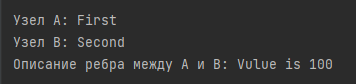 Узел A: First
Узел B: Second
Описание ребра между A и B: Vulue is 100